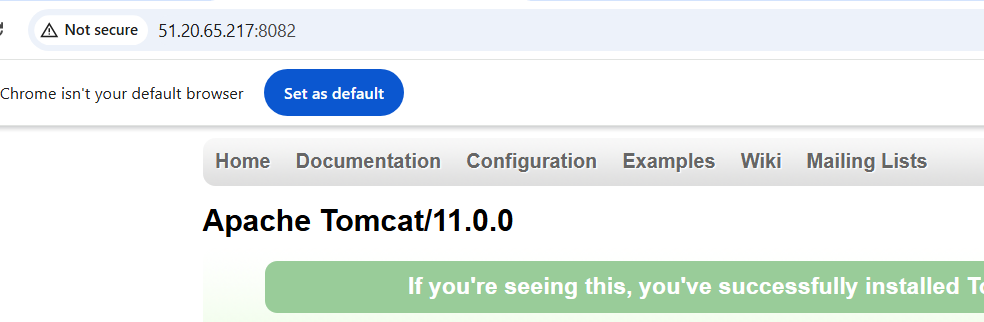 Not secure 51.20.65.217:8082
Chrome isn't your default browser Set as default
Home Documentation Configuration Examples Wiki Mailing Lists
Apache Tomcat/11.0.0
If you're seeing this, you've successfully installed